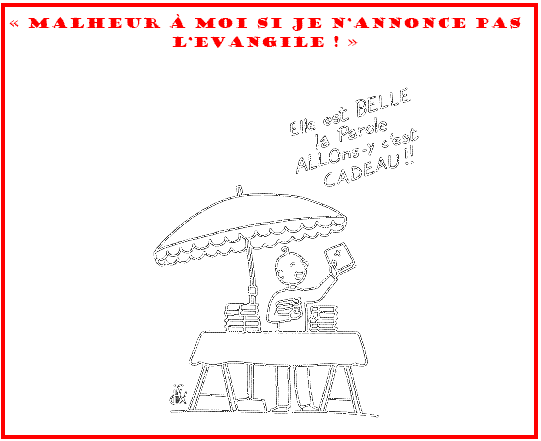 « MALHEUR À MOI SI JE N'ANNONCE PAS
L'EVANGILE ! »
Elle est BELLE
la Parole
ALLOns-y c'est
CADEAU !!